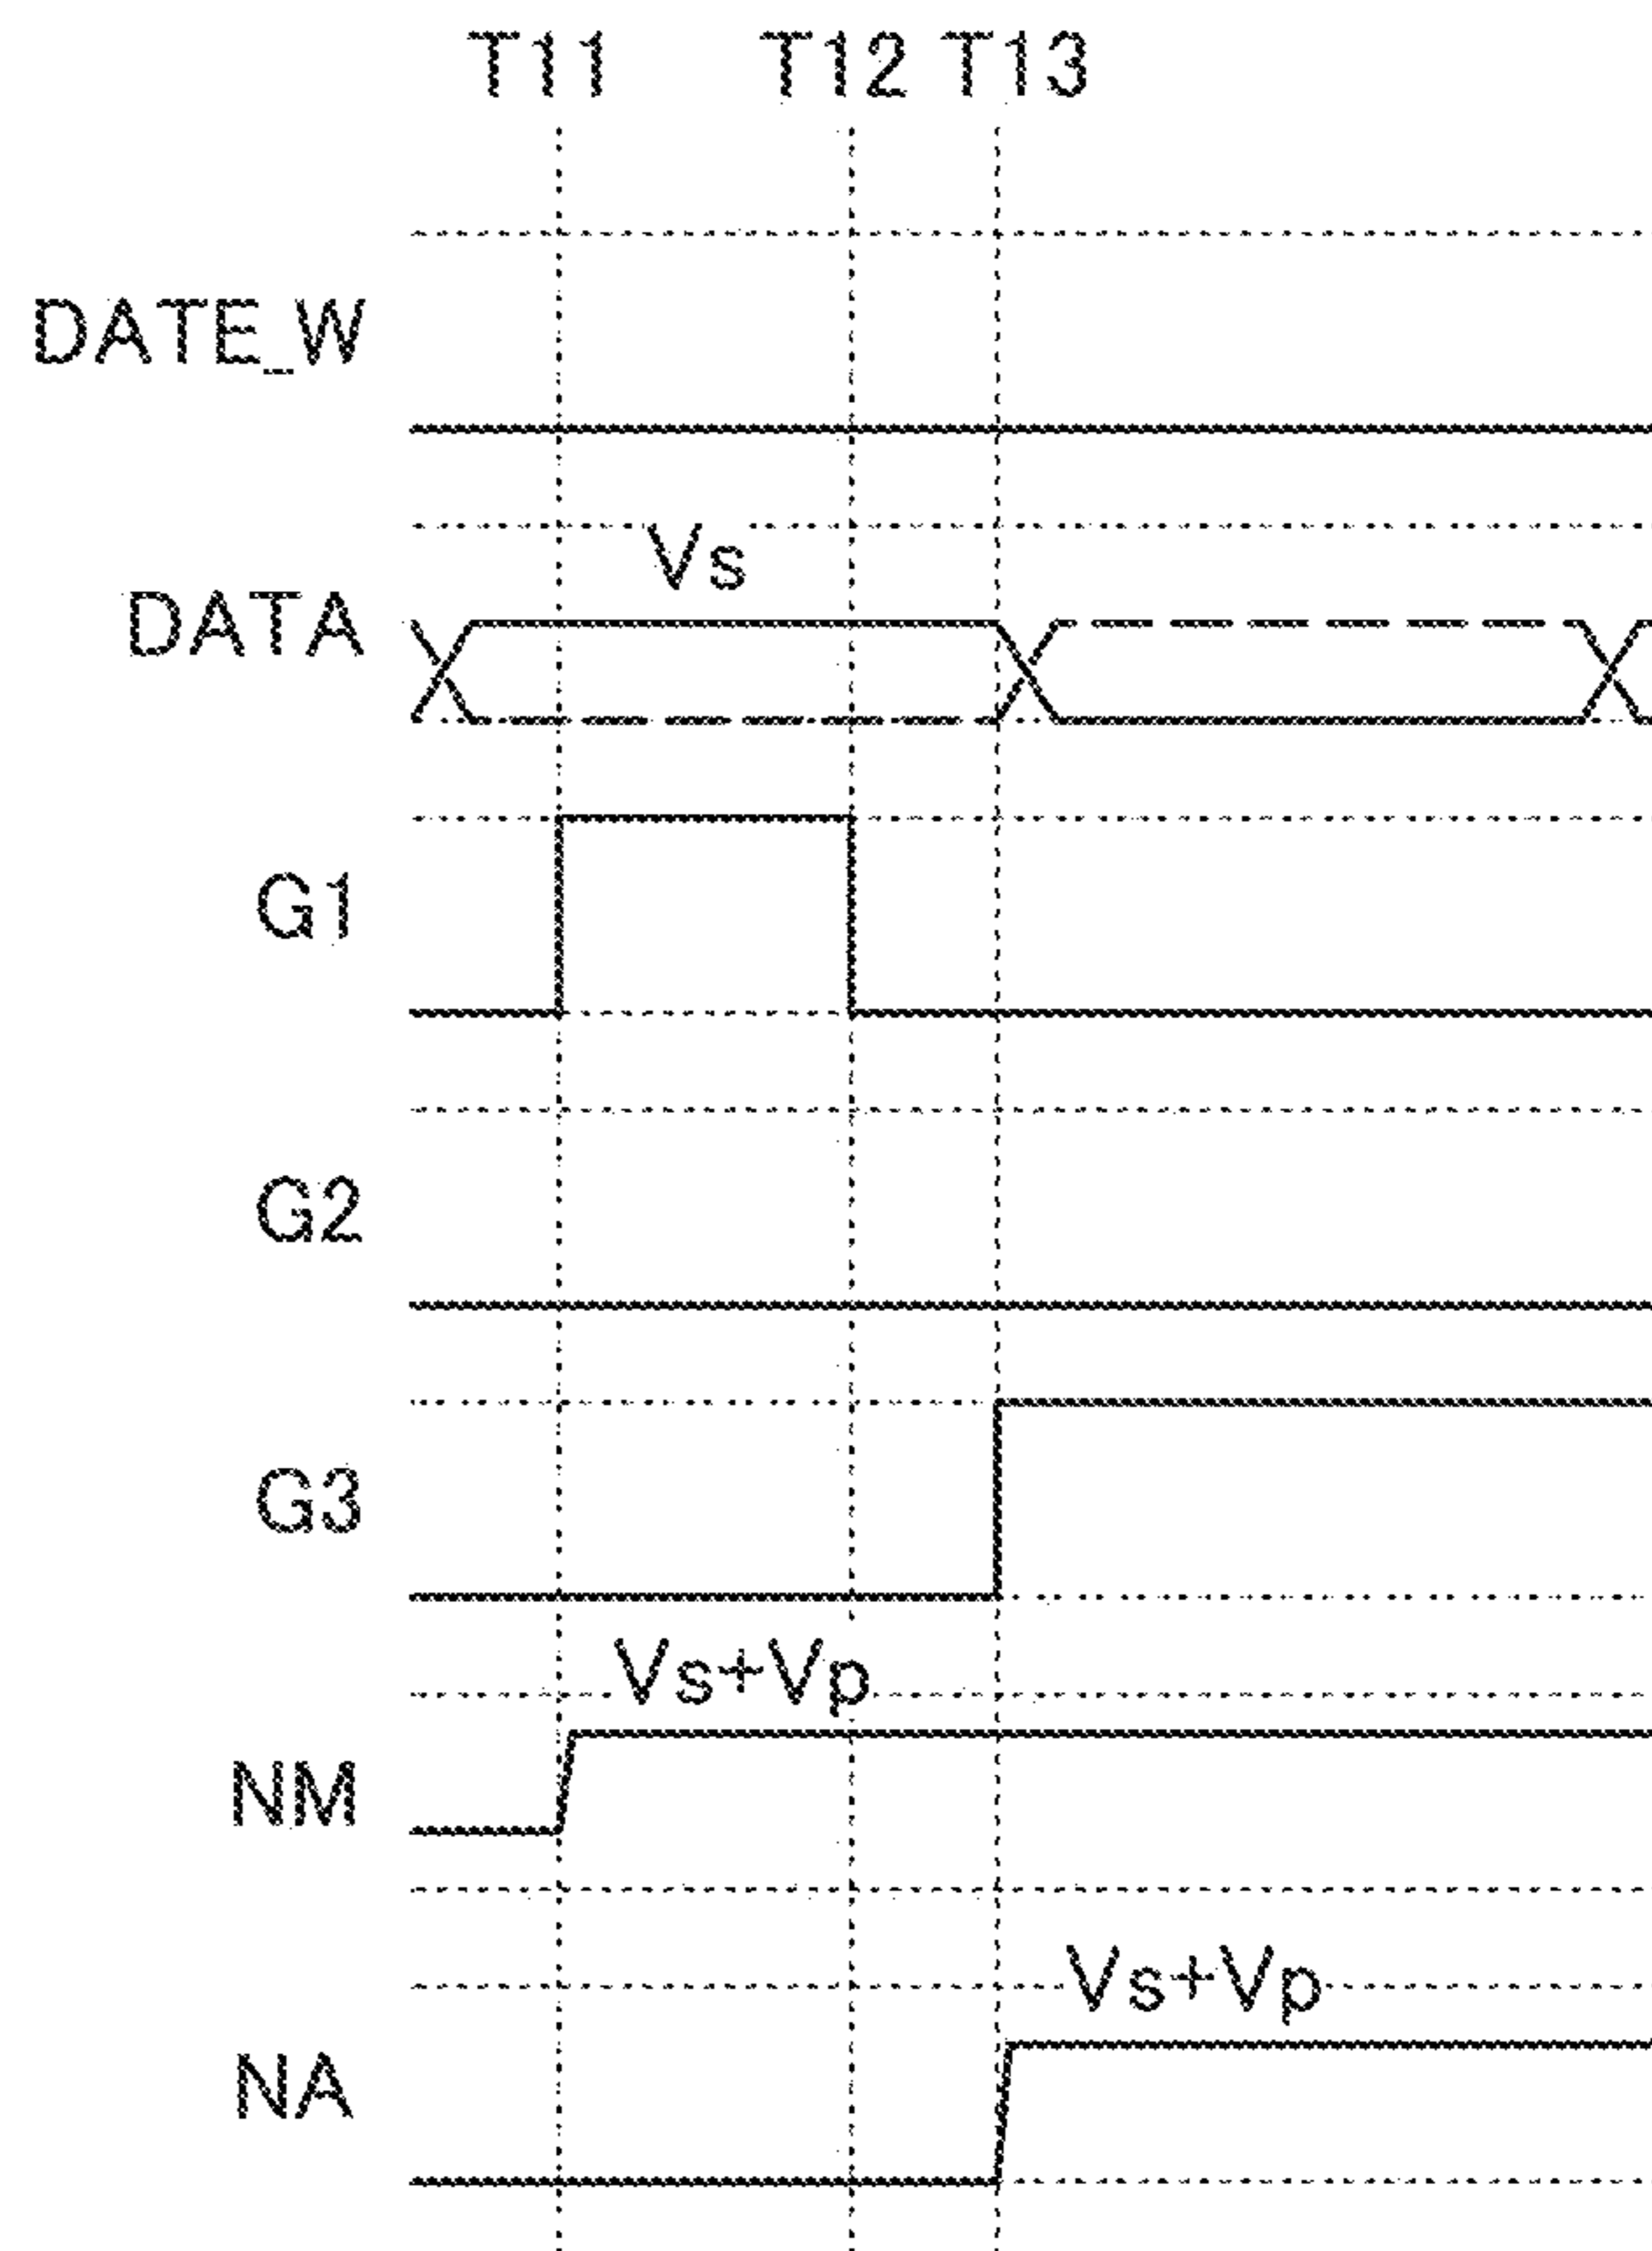 T11 T12 T13
DATE_W
Vs
DATA
G1
G2
G3
Vs+Vp
NM
Vs+Vp
NA